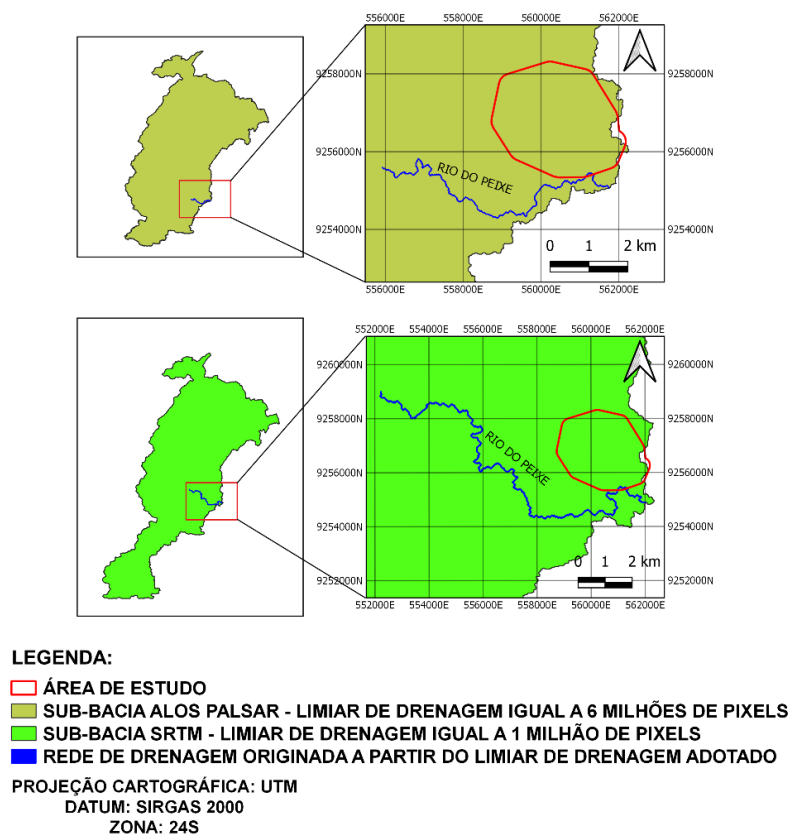 556000E 558000E 560000E 562000E
9258000N 9258000N
9256000N 9256000N
9254000N 9254000N
RIO DO PEIXE
0 1 2 km
556000E 558000E 560000E 562000E
552000E 554000E 556000E 558000E 560000E 562000E
9260000N 9260000N
9258000N 9258000N
9256000N 9256000N
9254000N 9254000N
9252000N 9252000N
RIO DO PEIXE
0 1 2 km
552000E 554000E 556000E 558000E 560000E 562000E
LEGENDA:
ÁREA DE ESTUDO
SUB-BACIA ALOS PALSAR - LIMIAR DE DRENAGEM IGUAL A 6 MILHÕES DE PIXELS
SUB-BACIA SRTM - LIMIAR DE DRENAGEM IGUAL A 1 MILHÃO DE PIXELS
REDE DE DRENAGEM ORIGINADA A PARTIR DO LIMIAR DE DRENAGEM ADOTADO
PROJEÇÃO CARTOGRÁFICA: UTM
DATUM: SIRGAS 2000
ZONA: 24S